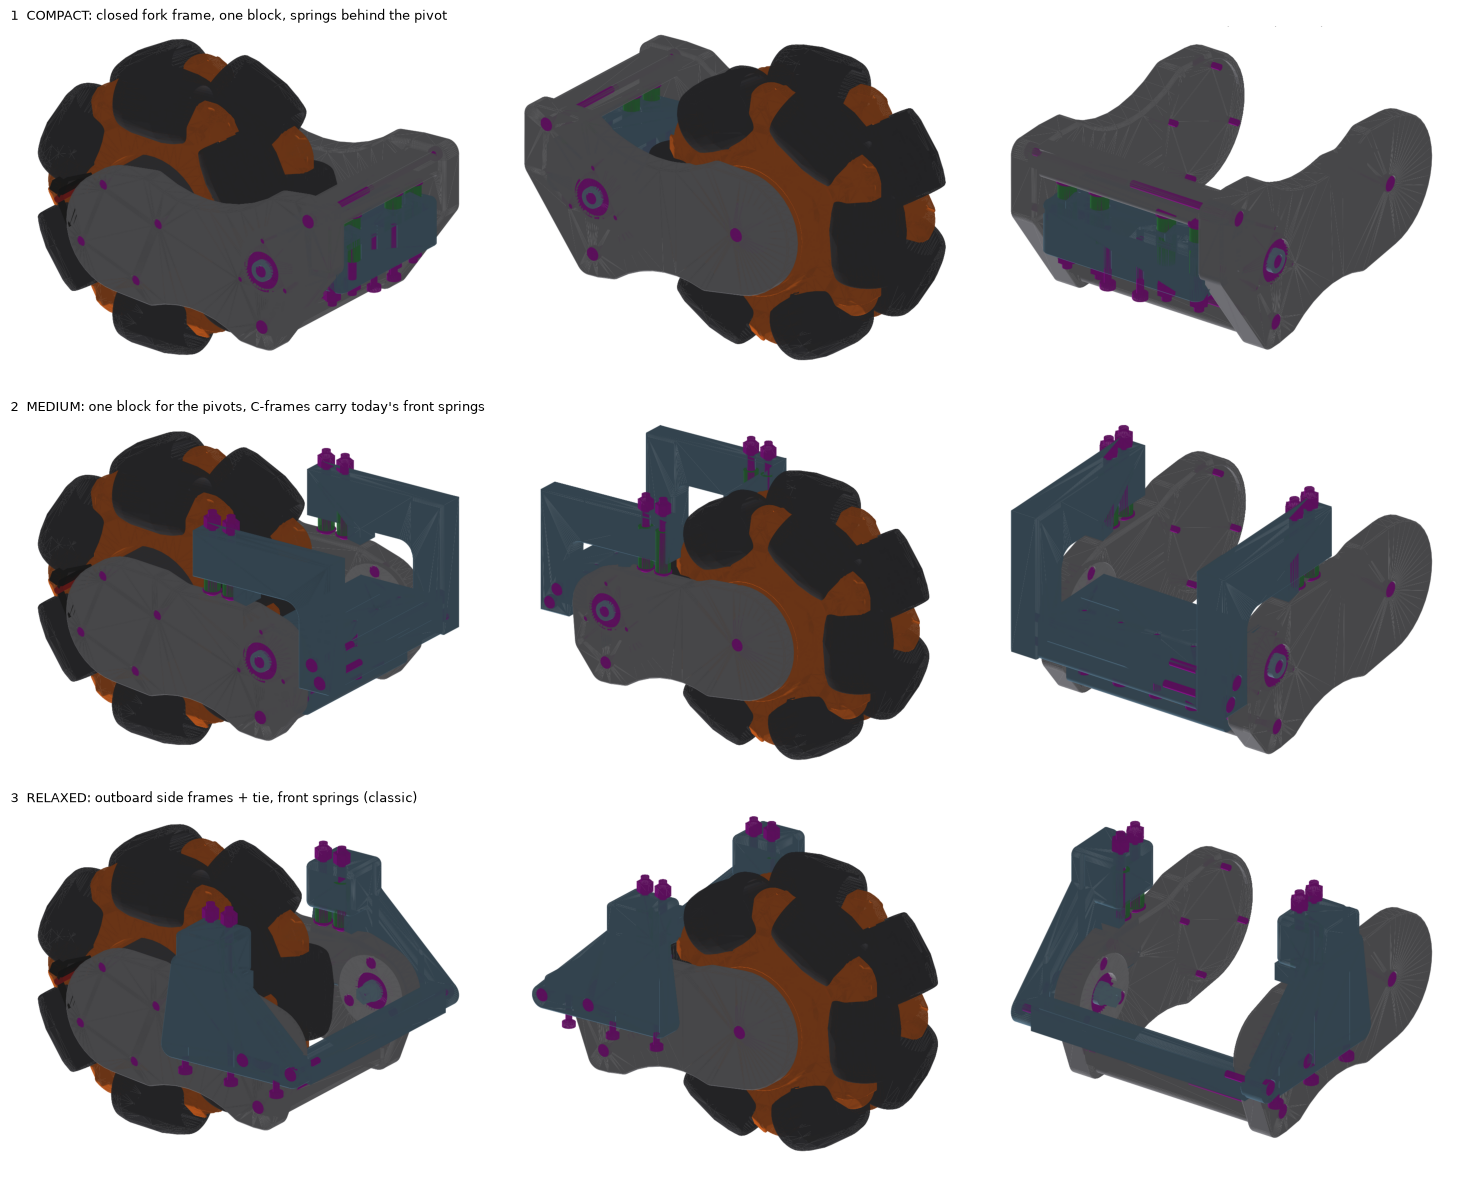 1  COMPACT: closed fork frame, one block, springs behind the pivot
2  MEDIUM: one block for the pivots, C-frames carry today's front springs
3  RELAXED: outboard side frames + tie, front springs (classic)